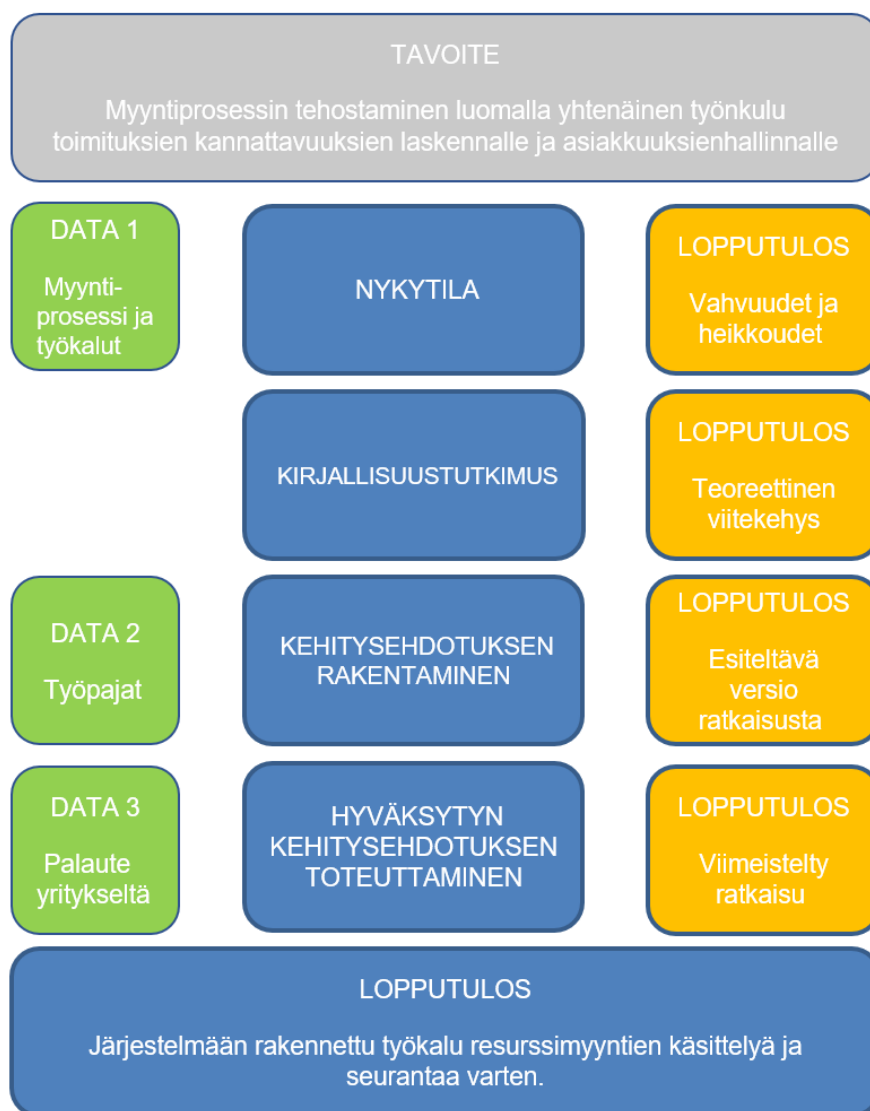 TAVOITE
Myyntiprosessin tehostaminen luomalla yhtenäinen työnkulu
toimituksien kannattavuuksien laskennalle ja asiakkuuksienhallinnalle
DATA 1
Myynti-
prosessi ja
työkalut
NYKYTILA
LOPPUTULOS
Vahvuudet ja
heikkoudet
KIRJALLISUUSTUTKIMUS
LOPPUTULOS
Teoreettinen
viitekehys
DATA 2
Työpajat
KEHITYSEHDOTUKSEN
RAKENTAMINEN
LOPPUTULOS
Esiteltävä
versio
ratkaisusta
DATA 3
Palaute
yritykseltä
HYVÄKSYTYN
KEHITYSEHDOTUKSEN
TOTEUTTAMINEN
LOPPUTULOS
Viimeistelty
ratkaisu
LOPPUTULOS
Järjestelmään rakennettu työkalu resurssimyyntien käsittelyä ja
seurantaa varten.